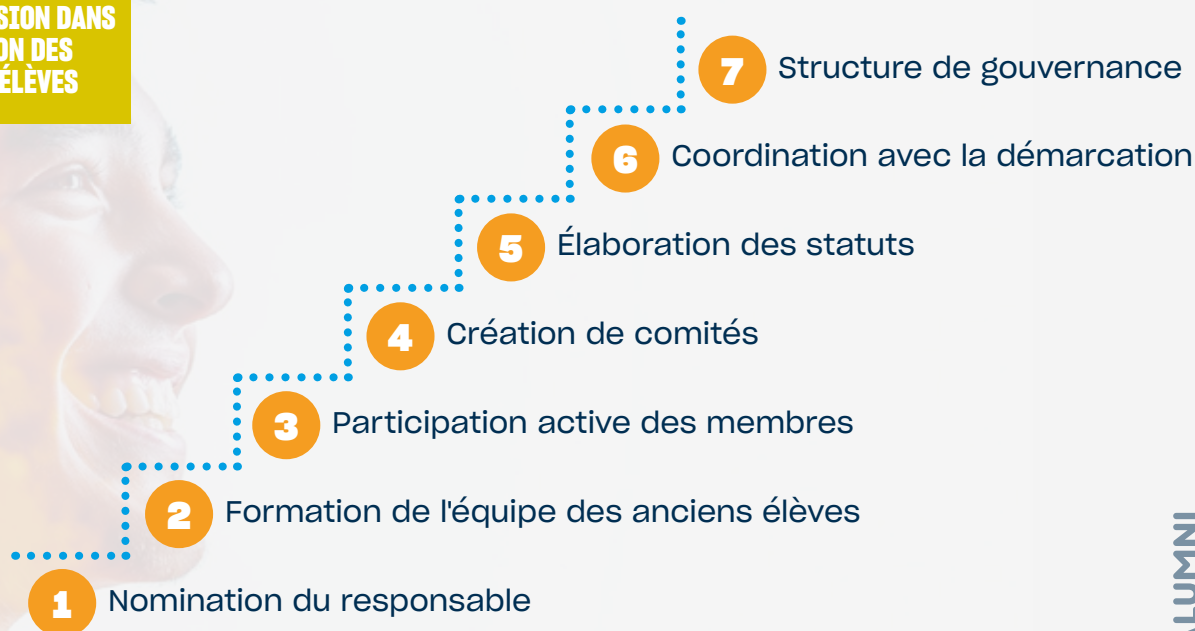 SION DANS
ON DES
ÉLÈVES
7 Structure de gouvernance
6 Coordination avec la démarcation
5 Élaboration des statuts
4 Création de comités
3 Participation active des membres
2 Formation de l'équipe des anciens élèves
1 Nomination du responsable
ALUMNI